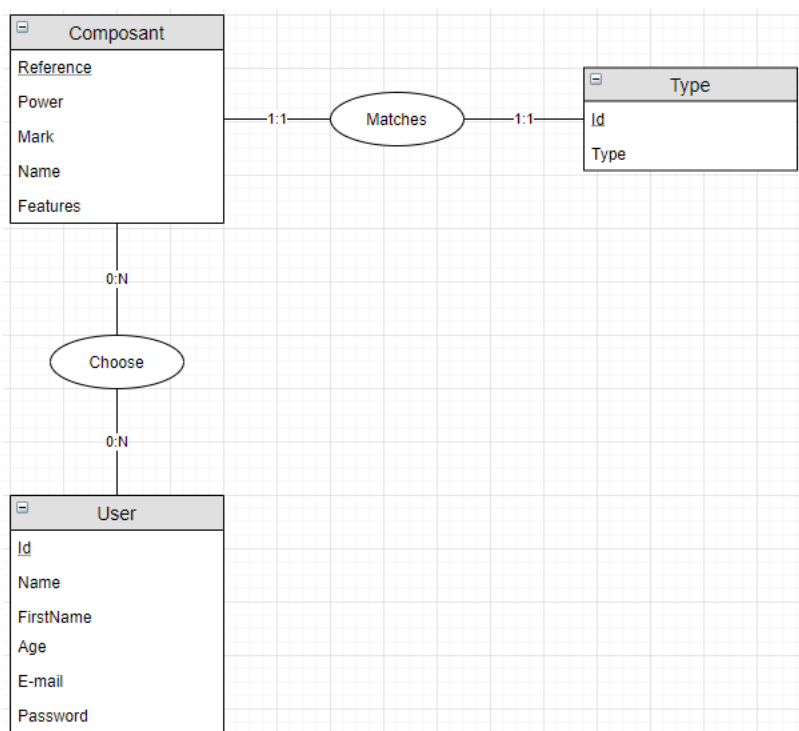 Composant
Reference
Power
Mark
Name
Features
1:1
Matches
1:1
Type
Id
Type
0:N
Choose
0:N
User
Id
Name
FirstName
Age
E-mail
Password